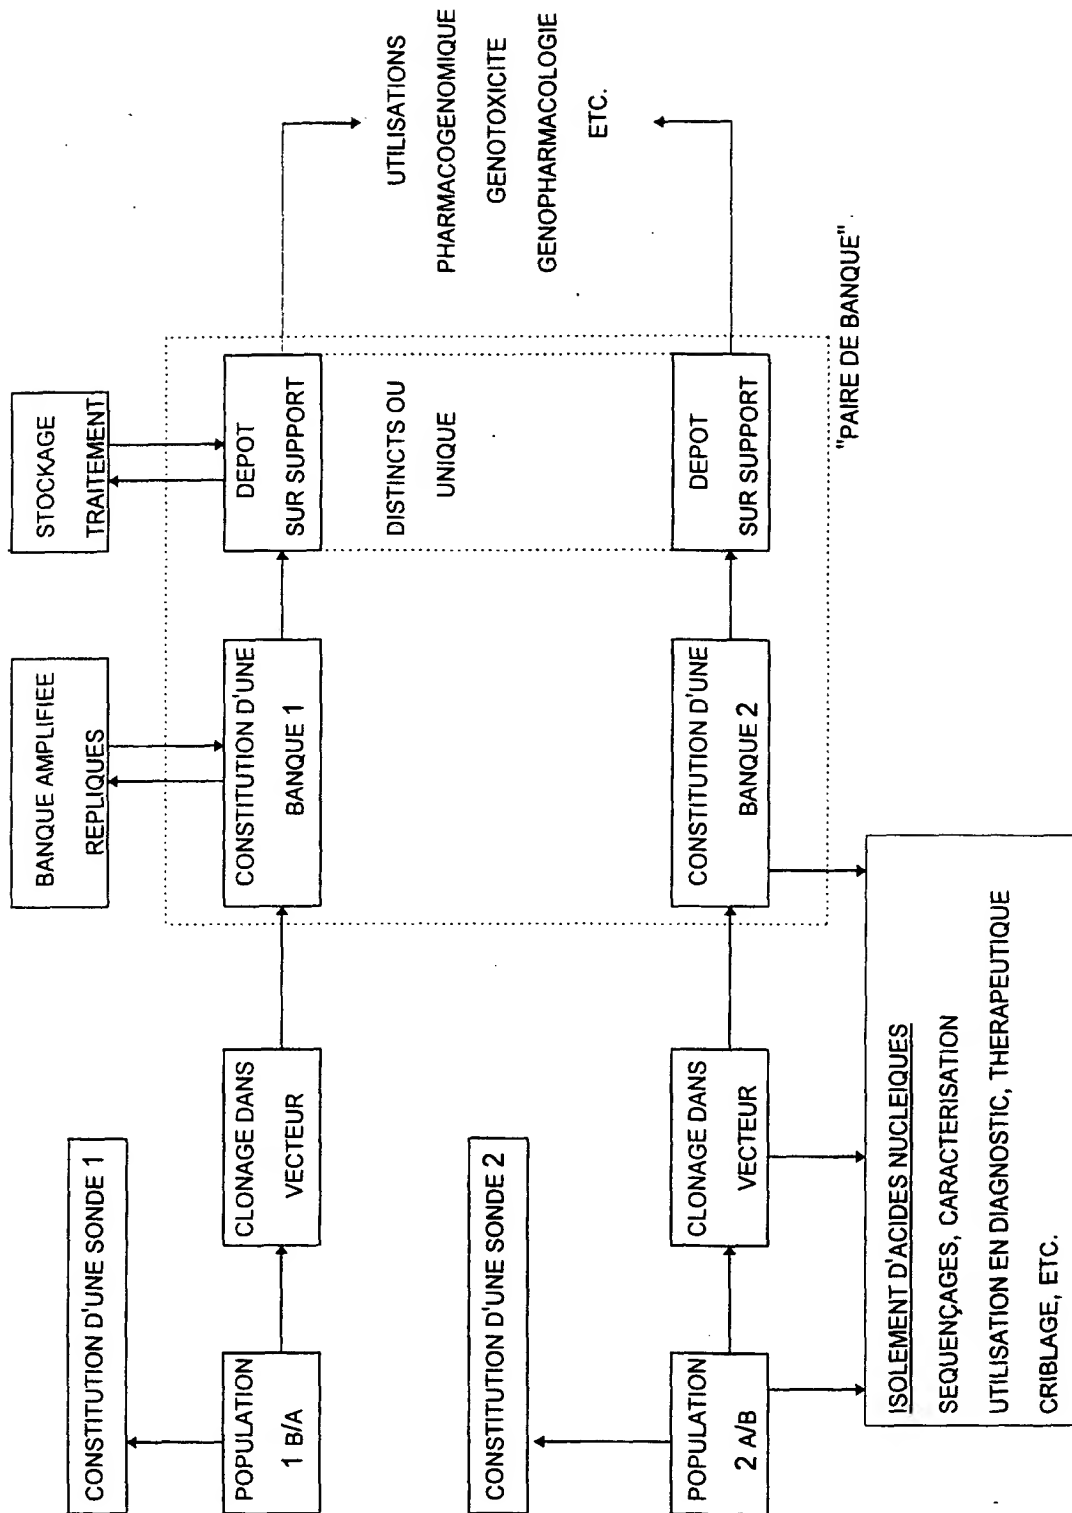 CONSTITUTION D'UNE SONDE 1
POPULATION
1 B/A
CLONAGE DANS
VECTEUR
BANQUE AMPLIFIEE
REPLIQUES
CONSTITUTION D'UNE
BANQUE 1
STOCKAGE
TRAITEMENT
DEPOT
SUR SUPPORT
DISTINCTS OU
UNIQUE
UTILISATIONS
PHARMACOGENOMIQUE
GENOTOXICITE
GENOPHARMACOLOGIE
ETC.
CONSTITUTION D'UNE SONDE 2
POPULATION
2 A/B
CLONAGE DANS
VECTEUR
CONSTITUTION D'UNE
BANQUE 2
DEPOT
SUR SUPPORT
"PAIRE DE BANQUE"
ISOLEMENT D'ACIDES NUCLEIQUES
SEQUENÇAGES, CARACTERISATION
UTILISATION EN DIAGNOSTIC, THERAPEUTIQUE
CRIBLAGE, ETC.